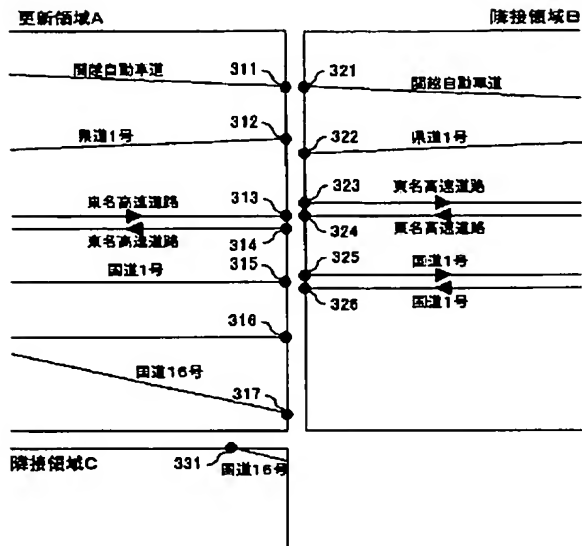 更新領域A
隣接領域B
関越自動車道
311
321
関越自動車道
312
県道1号
322
県道1号
323
東名高速道路
東名高速道路
313
324
東名高速道路
314
東名高速道路
325
国道1号
国道1号
315
326
国道1号
316
国道16号
317
隣接領域C
331
国道16号